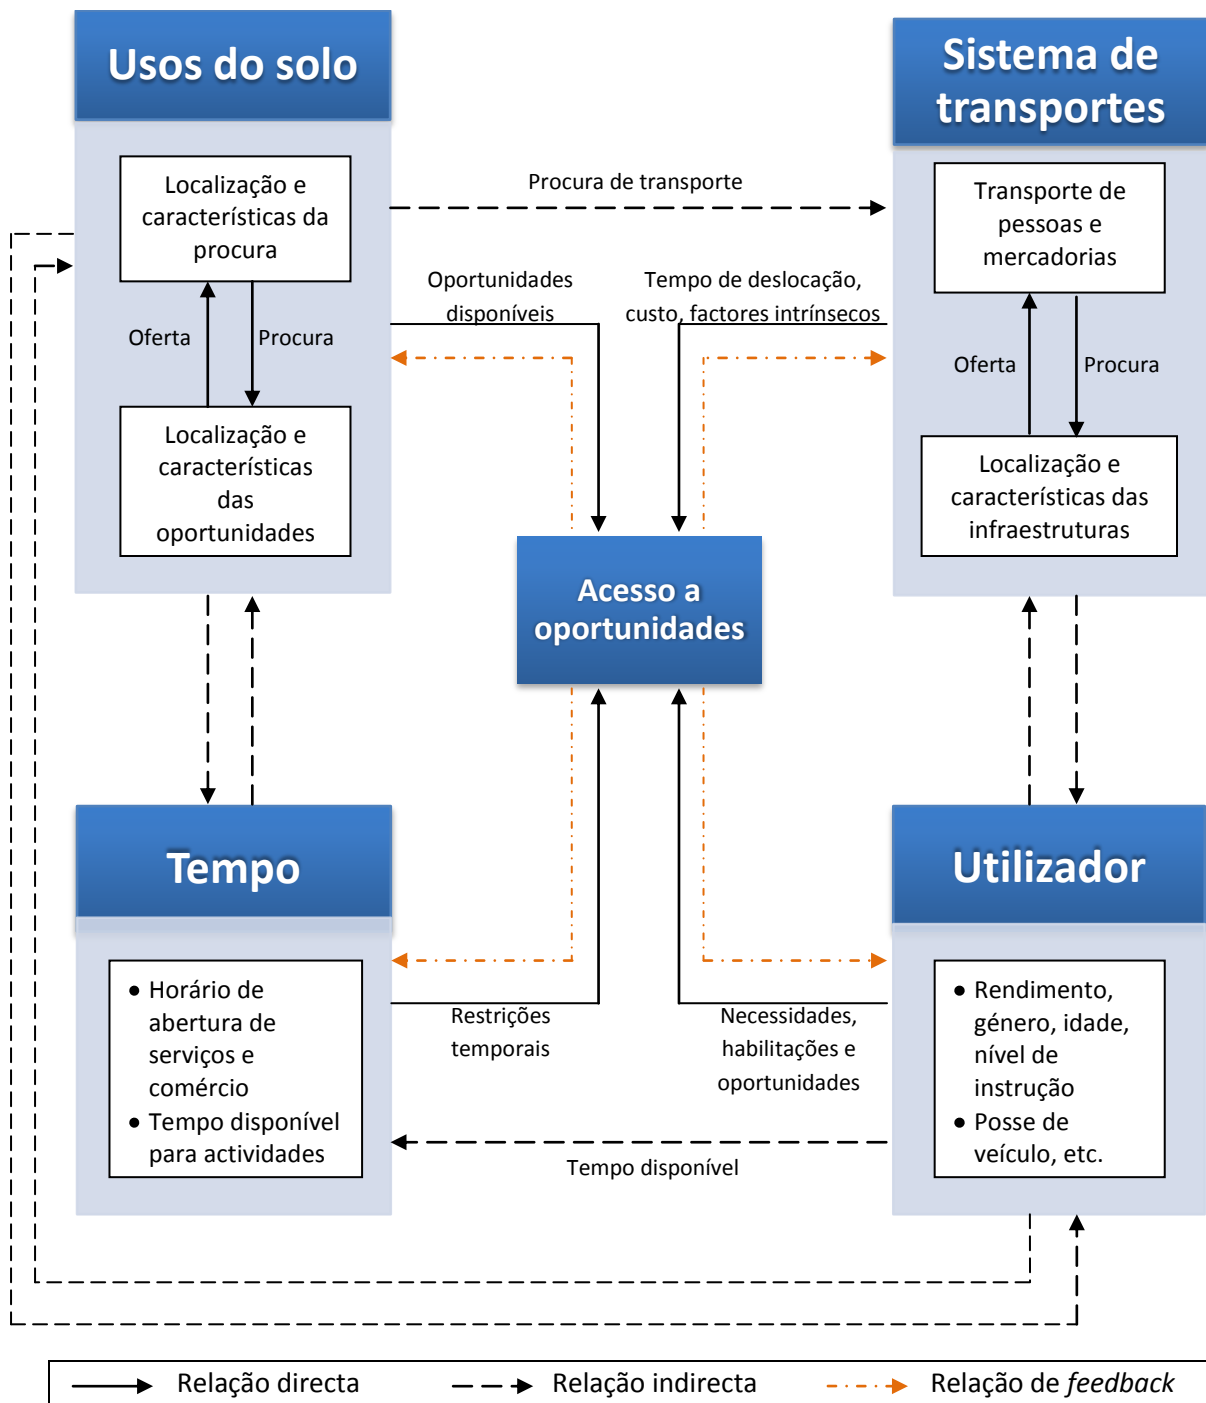 Usos do solo
Localização e
características da
procura
Oferta
Procura
Localização e
características
das
oportunidades
Procura de transporte
Oportunidades
disponíveis
Tempo de deslocação,
custo, factores intrínsecos
Sistema de
transportes
Transporte de
pessoas e
mercadorias
Oferta
Procura
Localização e
características das
infraestruturas
Acesso a
oportunidades
Tempo
• Horário de
abertura de
serviços e
comércio
• Tempo disponível
para actividades
Restrições
temporais
Necessidades,
habilitações e
oportunidades
Tempo disponível
Utilizador
• Rendimento,
género, idade,
nível de
instrução
• Posse de
veículo, etc.
Relação directa
Relação indirecta
Relação de feedback